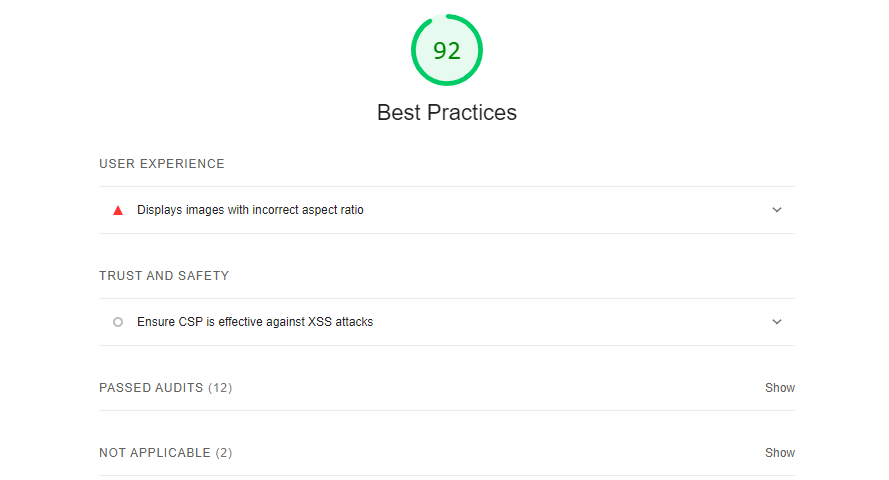 92
Best Practices
USER EXPERIENCE
Displays images with incorrect aspect ratio
TRUST AND SAFETY
Ensure CSP is effective against XSS attacks
PASSED AUDITS (12) Show
NOT APPLICABLE (2) Show